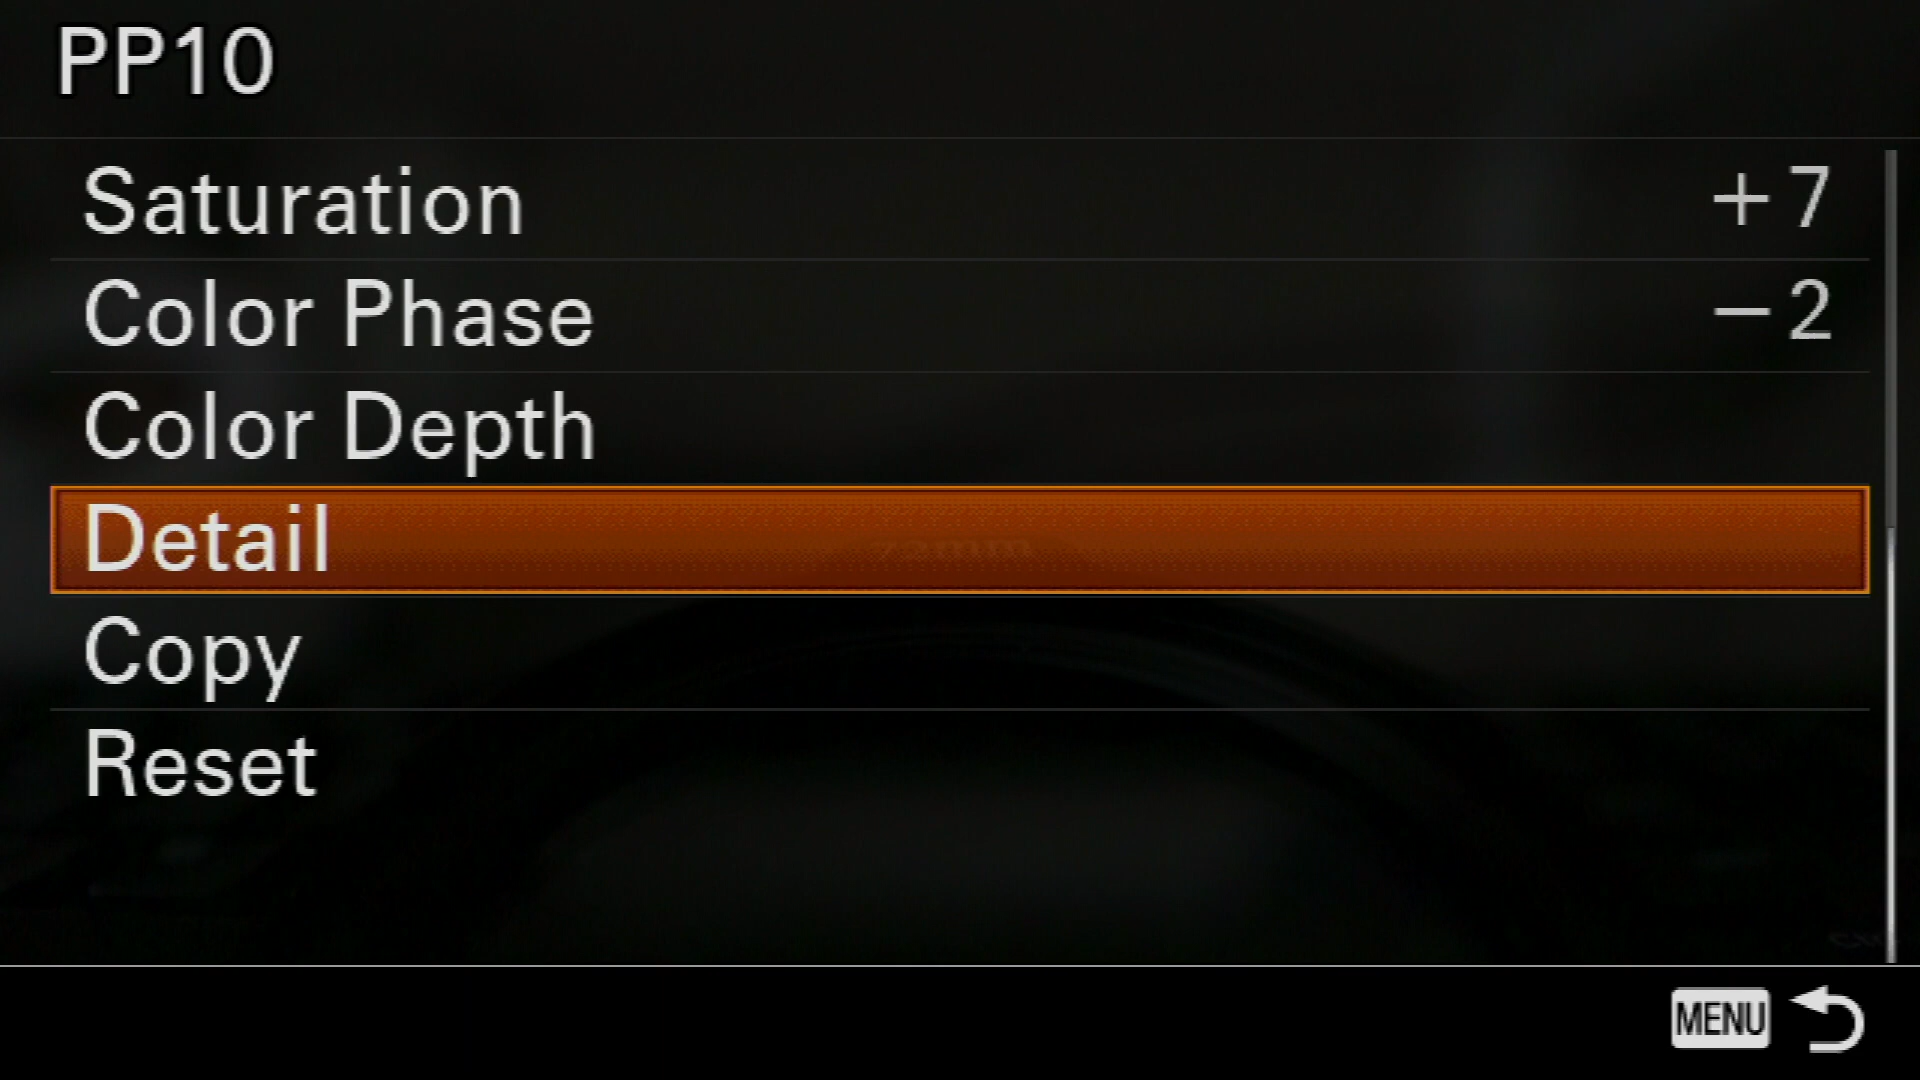 PP10
Saturation +7
Color Phase −2
Color Depth
Detail
Copy
Reset
MENU